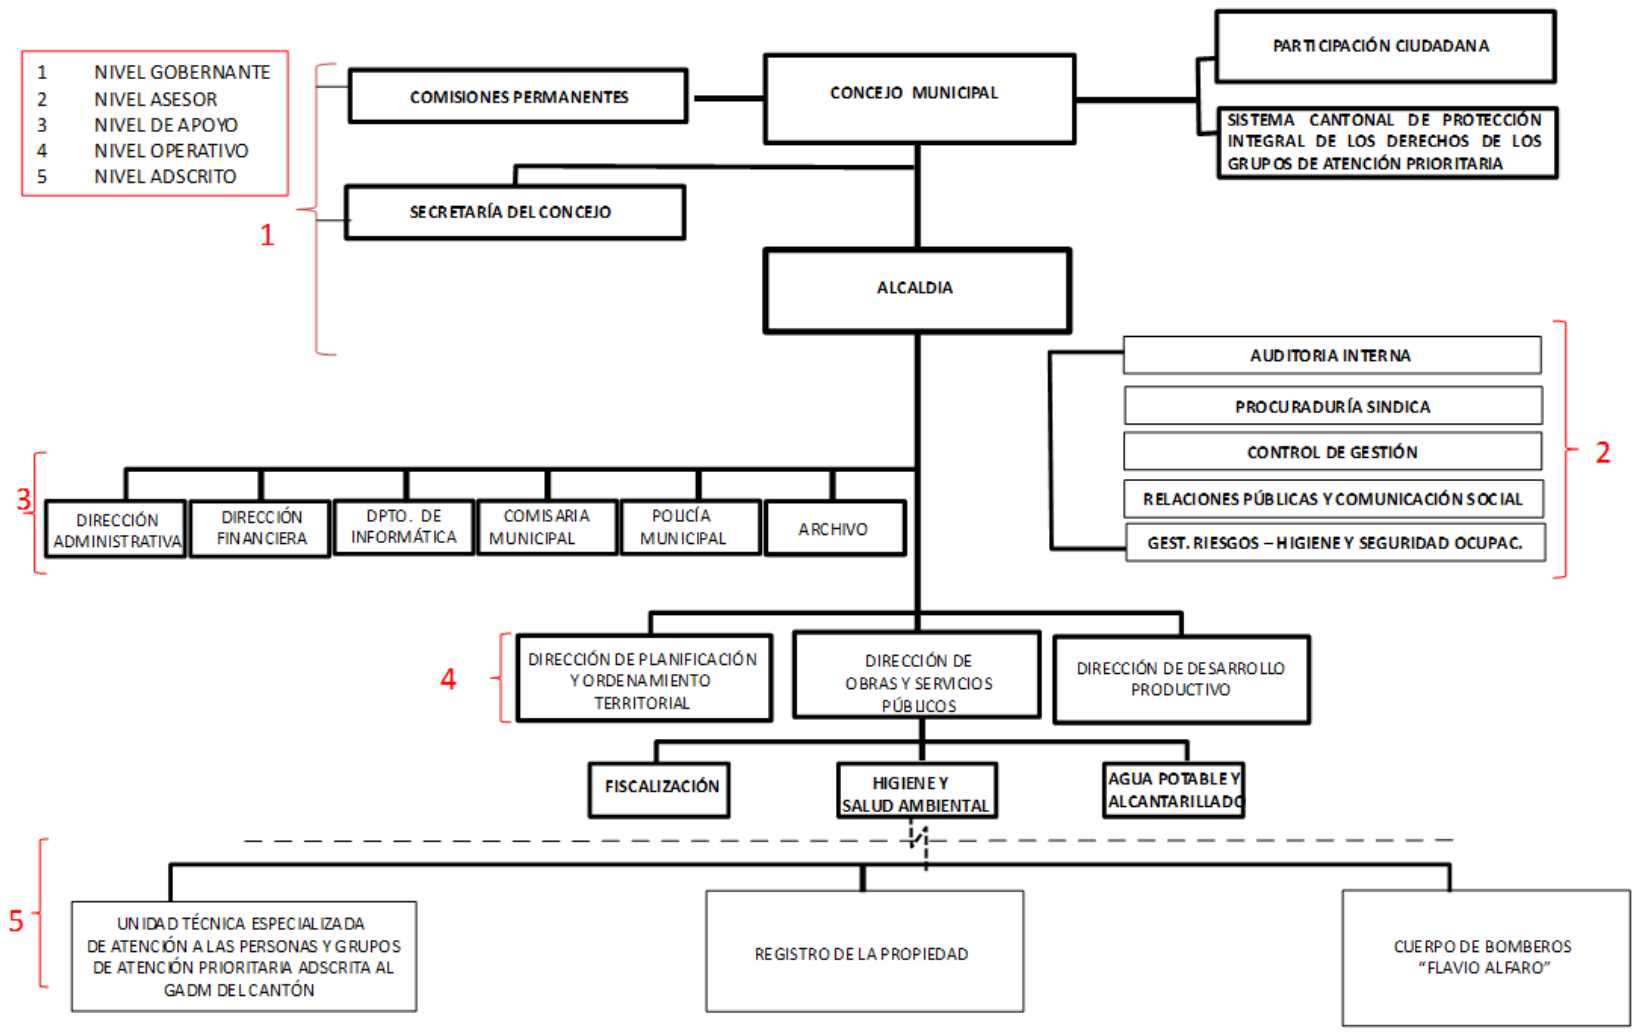 1 NIVEL GOBERNANTE
2 NIVEL ASESOR
3 NIVEL DE APOYO
4 NIVEL OPERATIVO
5 NIVEL ADSCRITO
COMISIONES PERMANENTES
CONCEJO MUNICIPAL
PARTICIPACIÓN CIUDADANA
SISTEMA CANTONAL DE PROTECCIÓN
INTEGRAL DE LOS DERECHOS DE LOS
GRUPOS DE ATENCIÓN PRIORITARIA
SECRETARÍA DEL CONCEJO
1
ALCALDIA
AUDITORIA INTERNA
PROCURADURÍA SINDICA
CONTROL DE GESTIÓN
RELACIONES PÚBLICAS Y COMUNICACIÓN SOCIAL
GEST. RIESGOS – HIGIENE Y SEGURIDAD OCUPAC.
2
3
DIRECCIÓN
ADMINISTRATIVA
DIRECCIÓN
FINANCIERA
DPTO. DE
INFORMÁTICA
COMISARIA
MUNICIPAL
POLICÍA
MUNICIPAL
ARCHIVO
4
DIRECCIÓN DE PLANIFICACIÓN
Y ORDENAMIENTO
TERRITORIAL
DIRECCIÓN DE
OBRAS Y SERVICIOS
PÚBLICOS
DIRECCIÓN DE DESARROLLO
PRODUCTIVO
FISCALIZACIÓN
HIGIENE Y
SALUD AMBIENTAL
AGUA POTABLE Y
ALCANTARILLADO
5
UNIDAD TÉCNICA ESPECIALIZADA
DE ATENCIÓN A LAS PERSONAS Y GRUPOS
DE ATENCIÓN PRIORITARIA ADSCRITA AL
GADM DEL CANTÓN
REGISTRO DE LA PROPIEDAD
CUERPO DE BOMBEROS
“FLAVIO ALFARO”